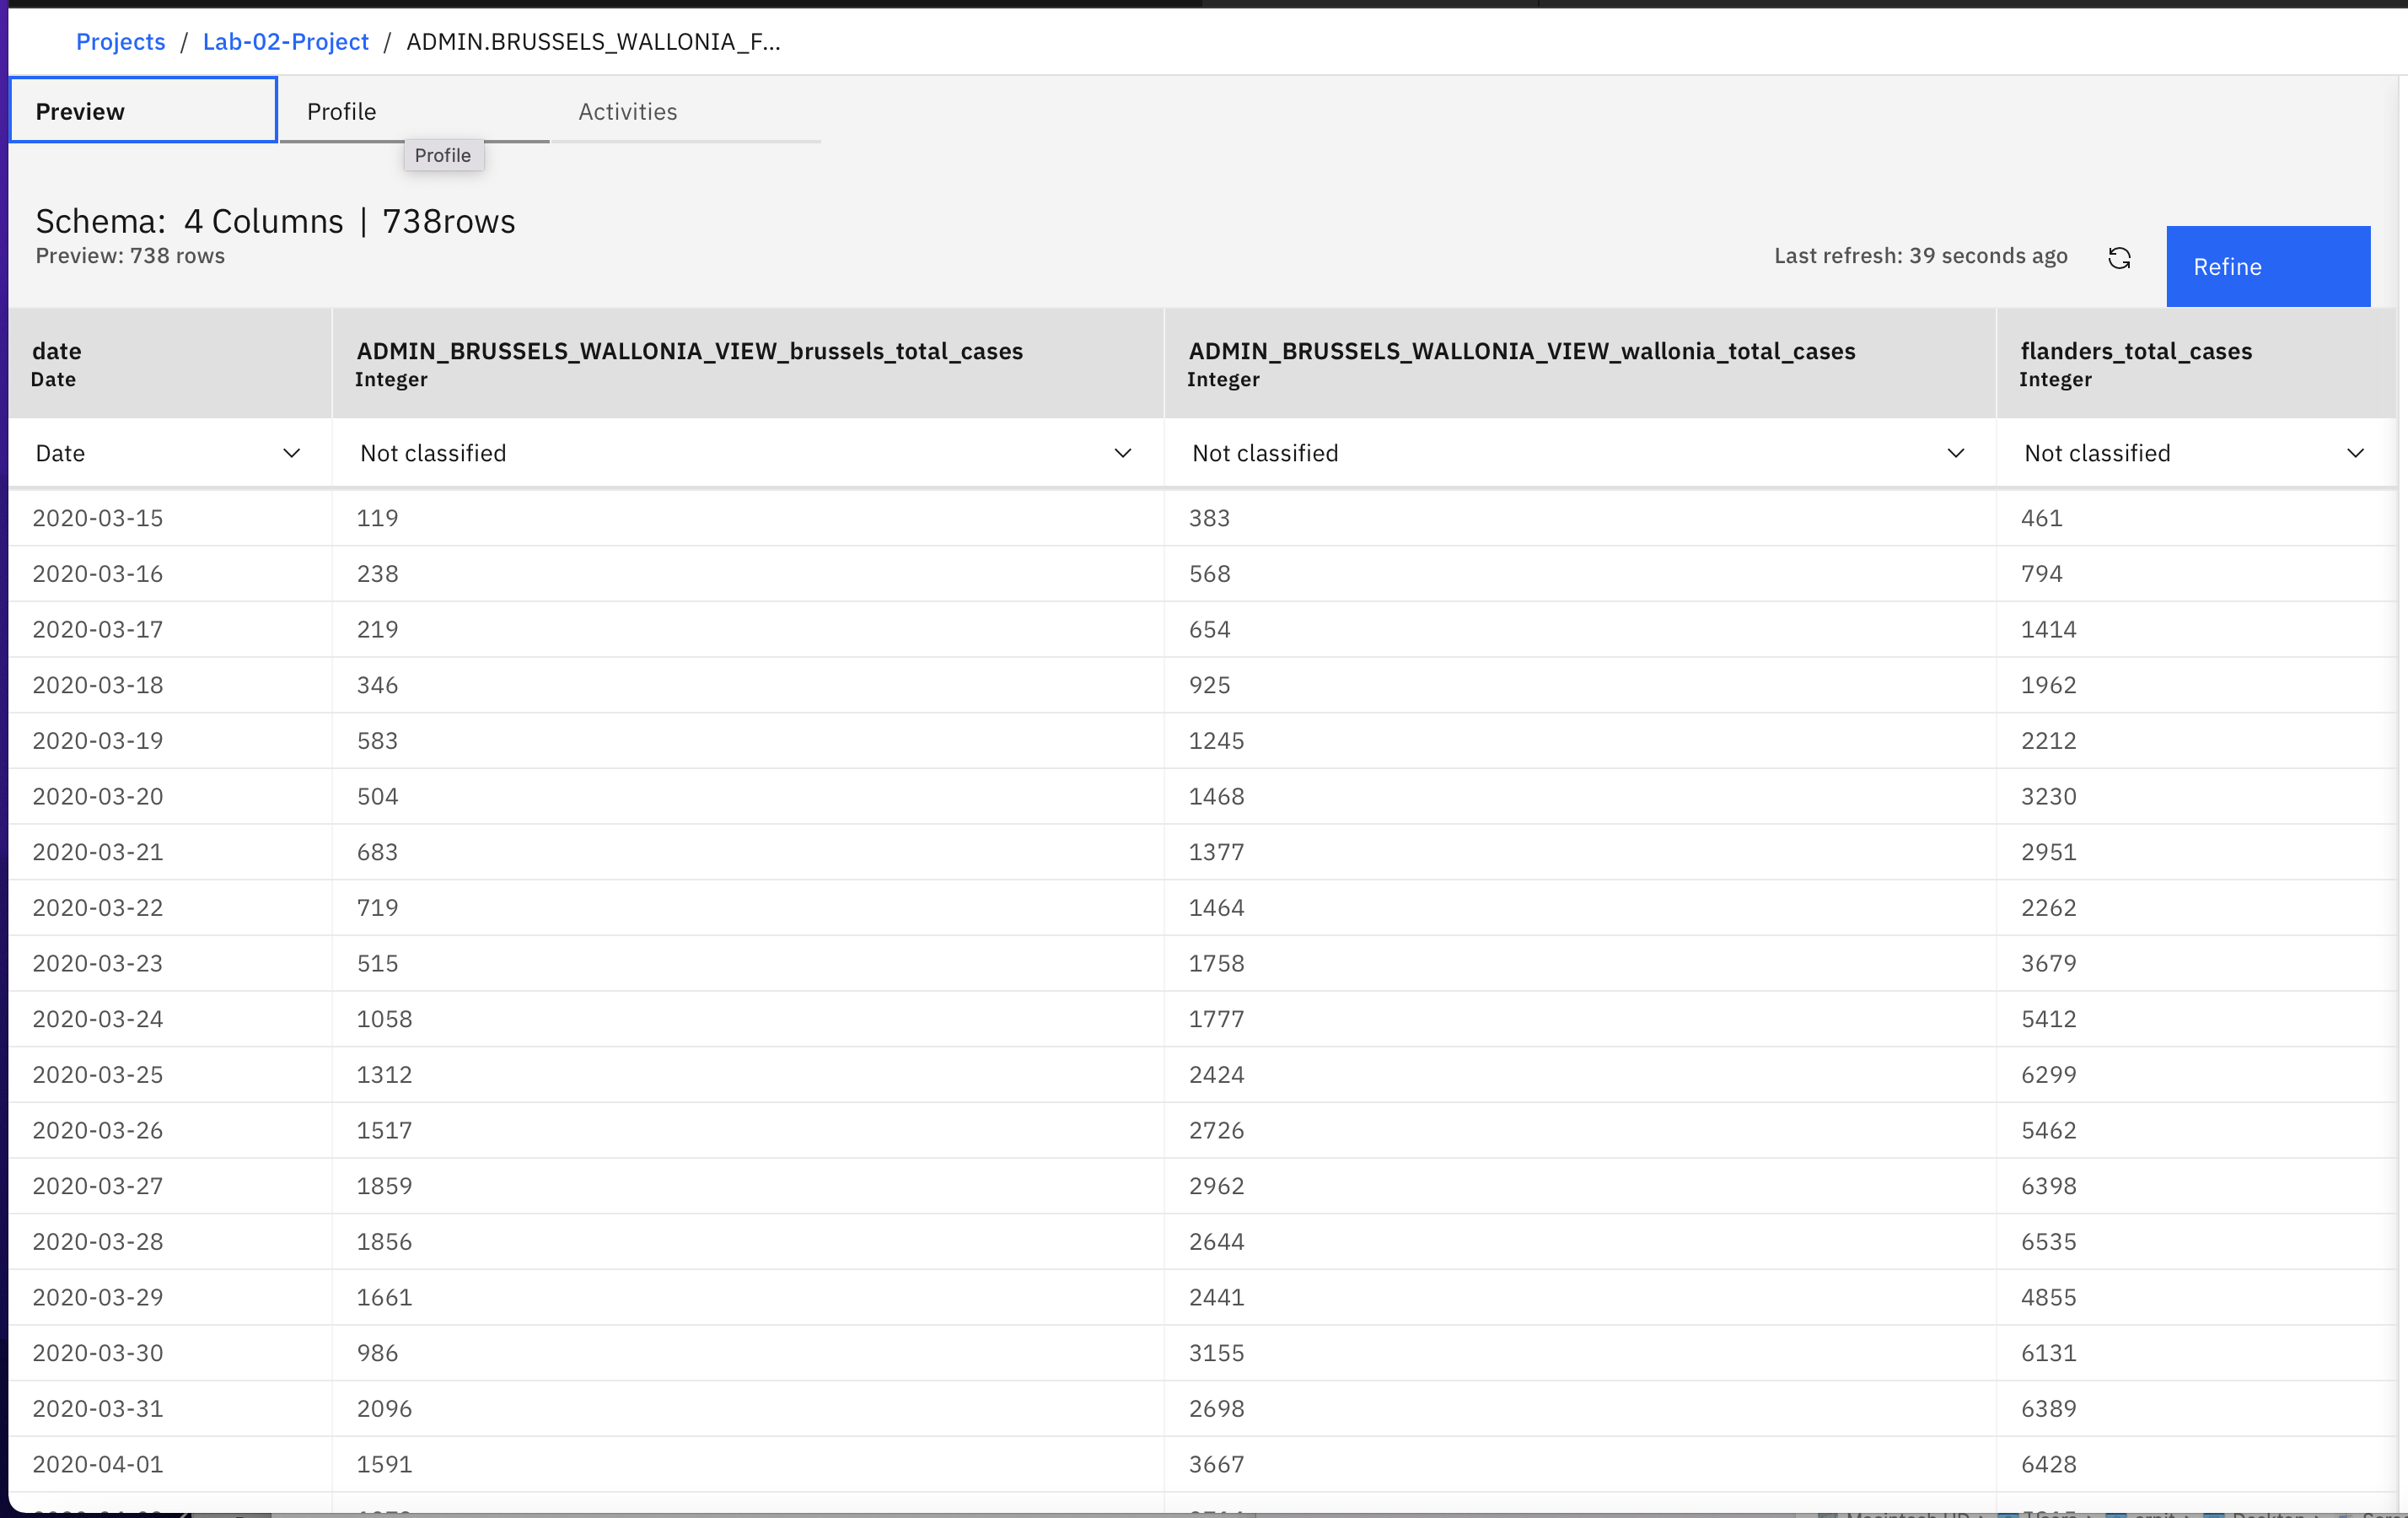 Projects / Lab-02-Project / ADMIN.BRUSSELS_WALLONIA_F...
Preview Profile Activities
Profile
Schema: 4 Columns | 738rows
Preview: 738 rows
Last refresh: 39 seconds ago Refine
date ADMIN_BRUSSELS_WALLONIA_VIEW_brussels_total_cases ADMIN_BRUSSELS_WALLONIA_VIEW_wallonia_total_cases flanders_total_cases
Date Integer Integer Integer
Date Not classified Not classified Not classified
2020-03-15 119 383 461
2020-03-16 238 568 794
2020-03-17 219 654 1414
2020-03-18 346 925 1962
2020-03-19 583 1245 2212
2020-03-20 504 1468 3230
2020-03-21 683 1377 2951
2020-03-22 719 1464 2262
2020-03-23 515 1758 3679
2020-03-24 1058 1777 5412
2020-03-25 1312 2424 6299
2020-03-26 1517 2726 5462
2020-03-27 1859 2962 6398
2020-03-28 1856 2644 6535
2020-03-29 1661 2441 4855
2020-03-30 986 3155 6131
2020-03-31 2096 2698 6389
2020-04-01 1591 3667 6428